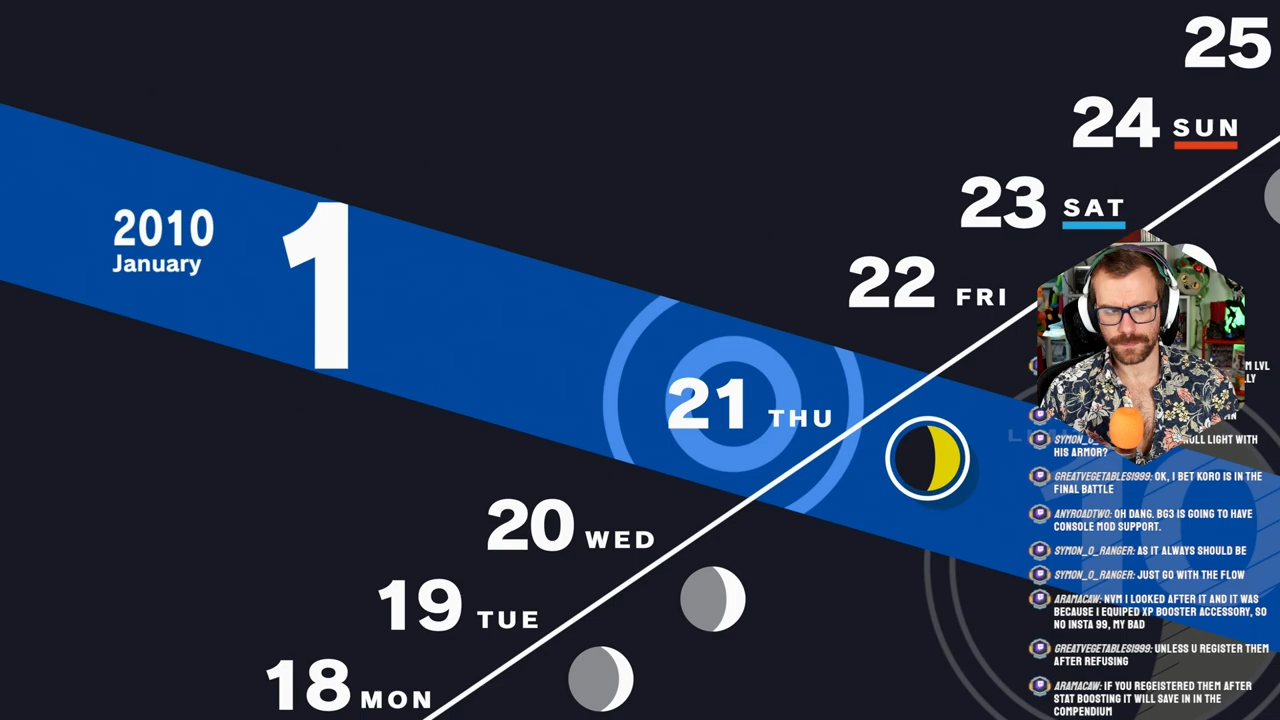 25
24 SUN
23 SAT
2010
January
1
22 FRI
21 THU
20 WED
19 TUE
18 MON
M LVL
LY
SYMON_O_ NULL LIGHT WITH
HIS ARMOR?
GREATVEGETABLES1999: OK, I BET KORO IS IN THE
FINAL BATTLE
ANYROADTWO: OH DANG. BG3 IS GOING TO HAVE
CONSOLE MOD SUPPORT.
SYMON_O_RANGER: AS IT ALWAYS SHOULD BE
SYMON_O_RANGER: JUST GO WITH THE FLOW
ARAMACAW: NVM I LOOKED AFTER IT AND IT WAS
BECAUSE I EQUIPED XP BOOSTER ACCESSORY, SO
NO INSTA 99, MY BAD
GREATVEGETABLES1999: UNLESS U REGISTER THEM
AFTER REFUSING
ARAMACAW: IF YOU REGEISTERED THEM AFTER
STAT BOOSTING IT WILL SAVE IN IN THE
COMPENDIUM